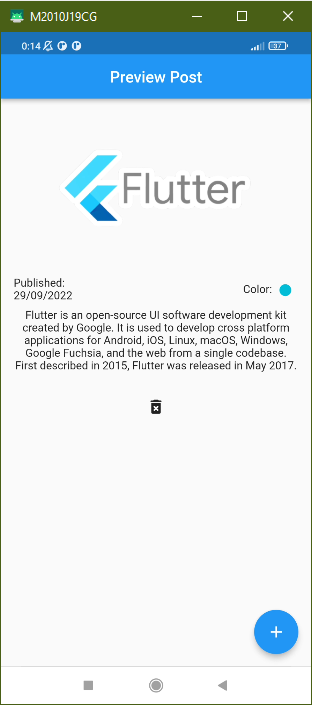 M2010J19CG
0:14
97
Preview Post
Flutter
Published:
29/09/2022
Color:
Flutter is an open-source UI software development kit
created by Google. It is used to develop cross platform
applications for Android, iOS, Linux, macOS, Windows,
Google Fuchsia, and the web from a single codebase.
First described in 2015, Flutter was released in May 2017.